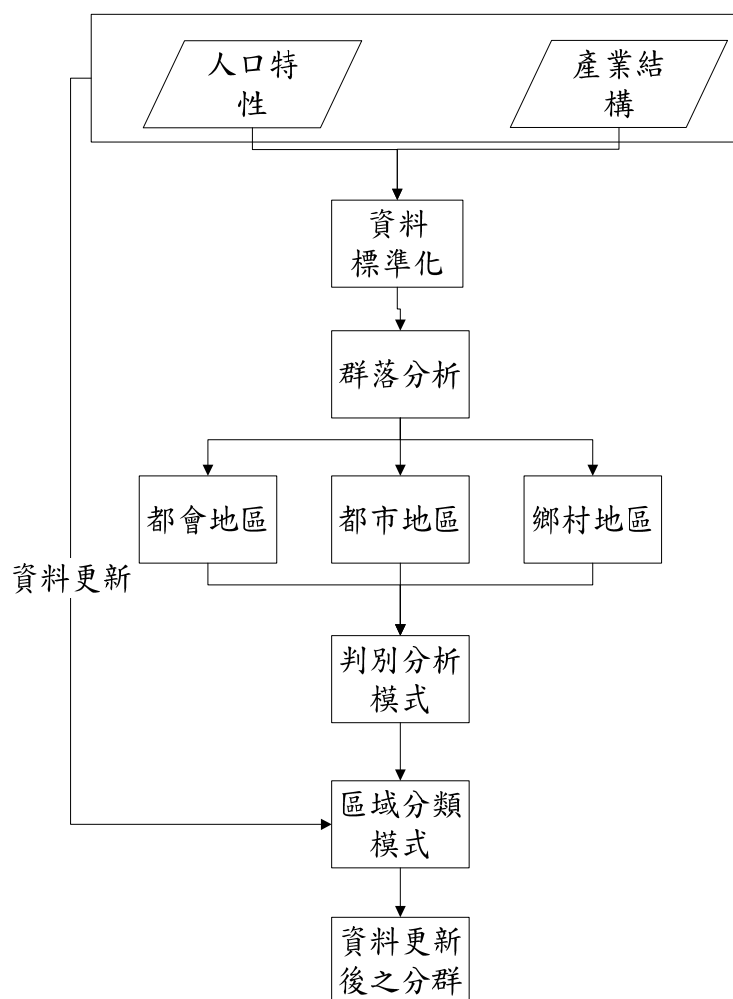 人口特
性
產業結
構
資料
標準化
群落分析
都會地區
都市地區
鄉村地區
資料更新
判別分析
模式
區域分類
模式
資料更新
後之分群